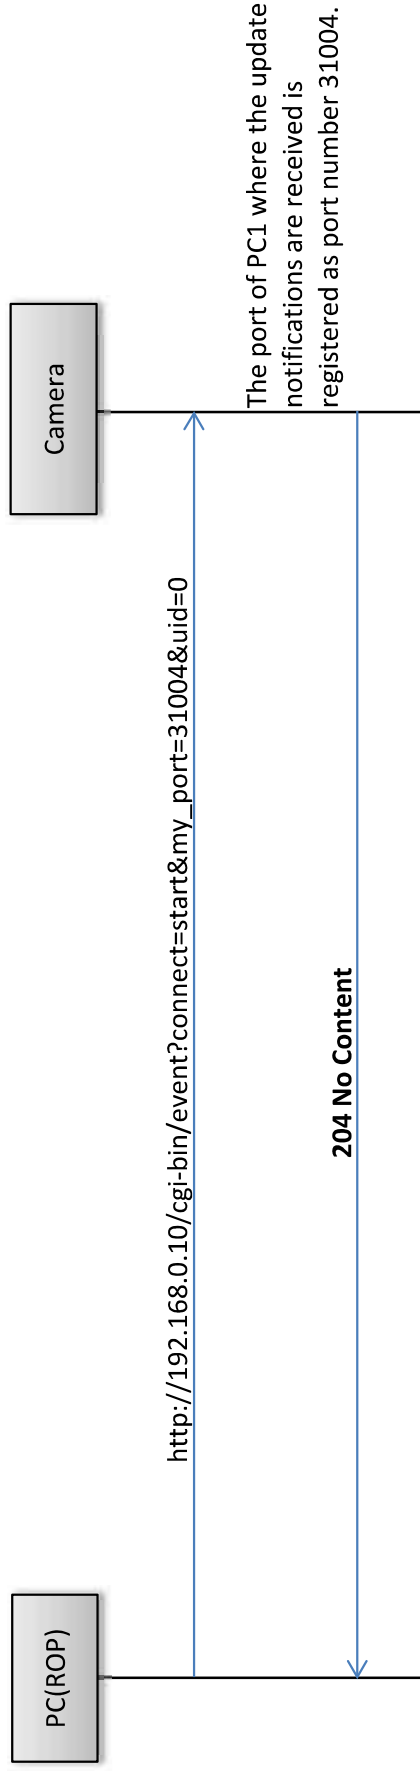 PC(ROP)
Camera
http://192.168.0.10/cgi-bin/event?connect=start&my_port=31004&uid=0
The port of PC1 where the update
notifications are received is
registered as port number 31004.
204 No Content